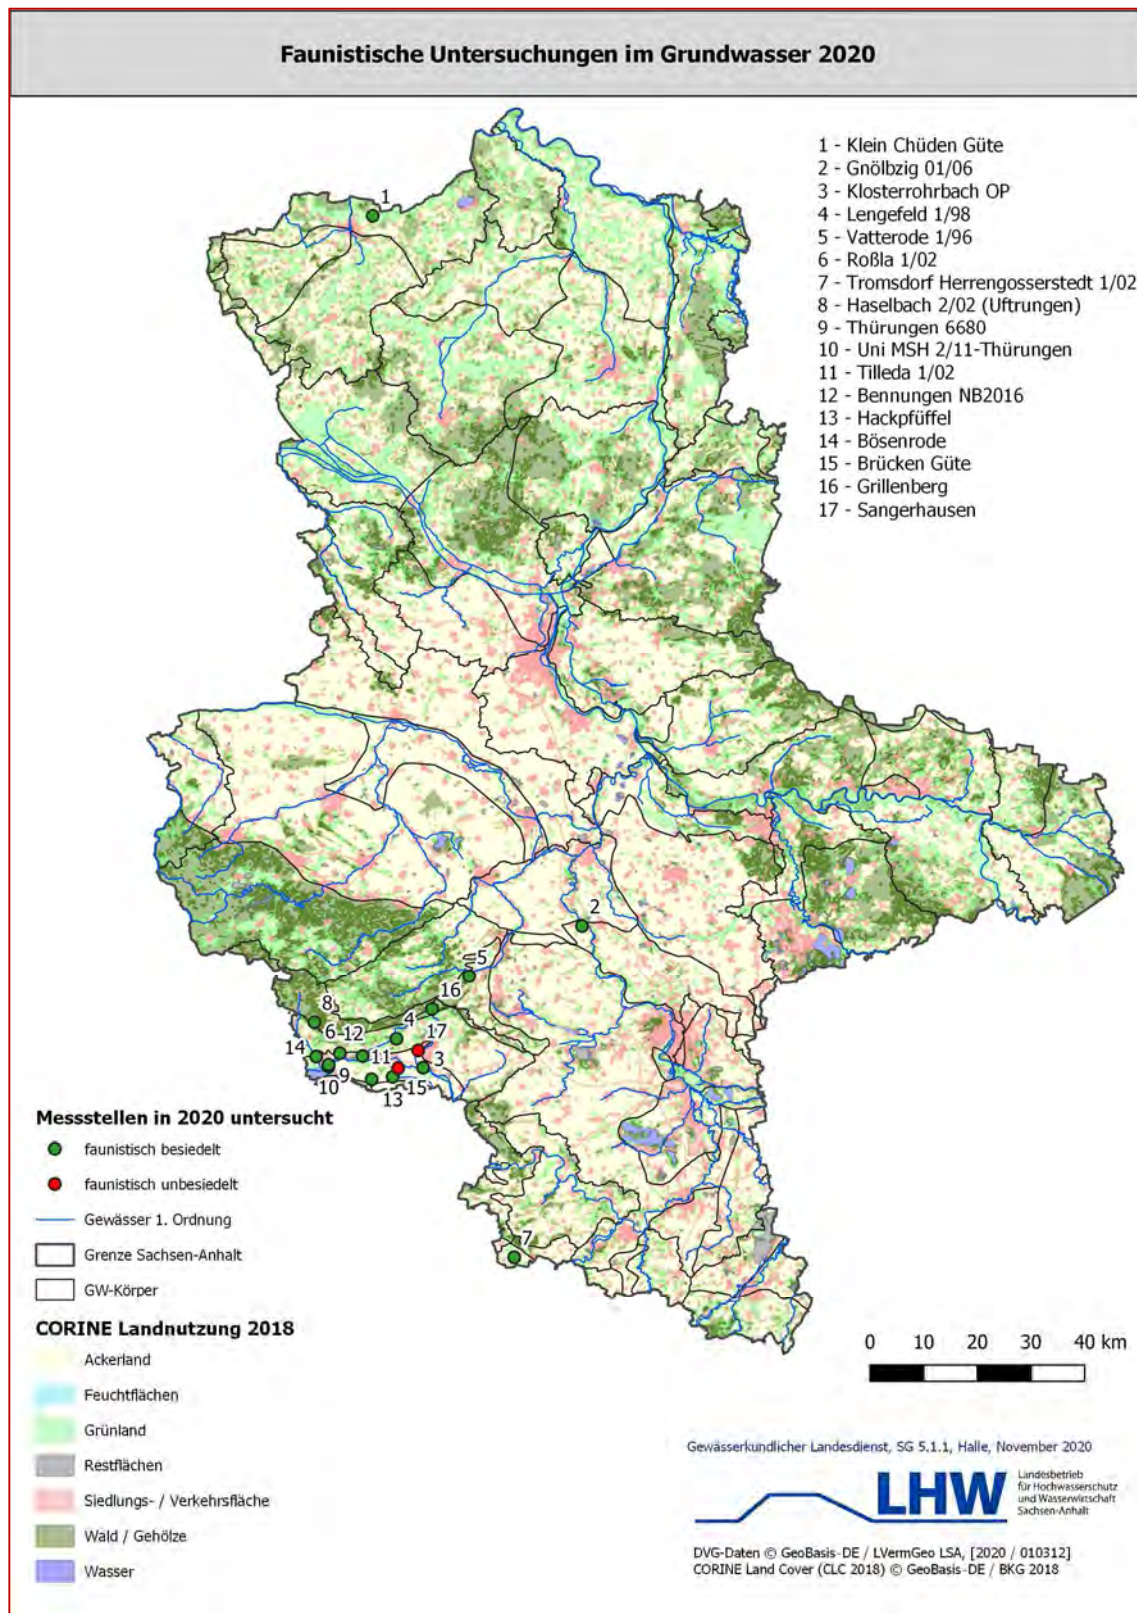 Faunistische Untersuchungen im Grundwasser 2020
1 - Klein Chüden Güte
2 - Gnölbzig 01/06
3 - Klosterrohrbach OP
4 - Lengefeld 1/98
5 - Vatterode 1/96
6 - Roßla 1/02
7 - Tromsdorf Herrengosserstedt 1/02
8 - Haselbach 2/02 (Uftrungen)
9 - Thürungen 6680
10 - Uni MSH 2/11-Thürungen
11 - Tilleda 1/02
12 - Bennungen NB2016
13 - Hackpfüffel
14 - Bösenrode
15 - Brücken Güte
16 - Grillenberg
17 - Sangerhausen
1
2
5
16
8
4
6
12
17
14
11
3
9
10
15
13
7
Messstellen in 2020 untersucht
faunistisch besiedelt
faunistisch unbesiedelt
Gewässer 1. Ordnung
Grenze Sachsen-Anhalt
GW-Körper
CORINE Landnutzung 2018
Ackerland
Feuchtflächen
Grünland
Restflächen
Siedlungs- / Verkehrsfläche
Wald / Gehölze
Wasser
0 10 20 30 40 km
Gewässerkundlicher Landesdienst, SG 5.1.1, Halle, November 2020
LHW
Landesbetrieb
für Hochwasserschutz
und Wasserwirtschaft
Sachsen-Anhalt
DVG-Daten © GeoBasis-DE / LVermGeo LSA, [2020 / 010312]
CORINE Land Cover (CLC 2018) © GeoBasis-DE / BKG 2018